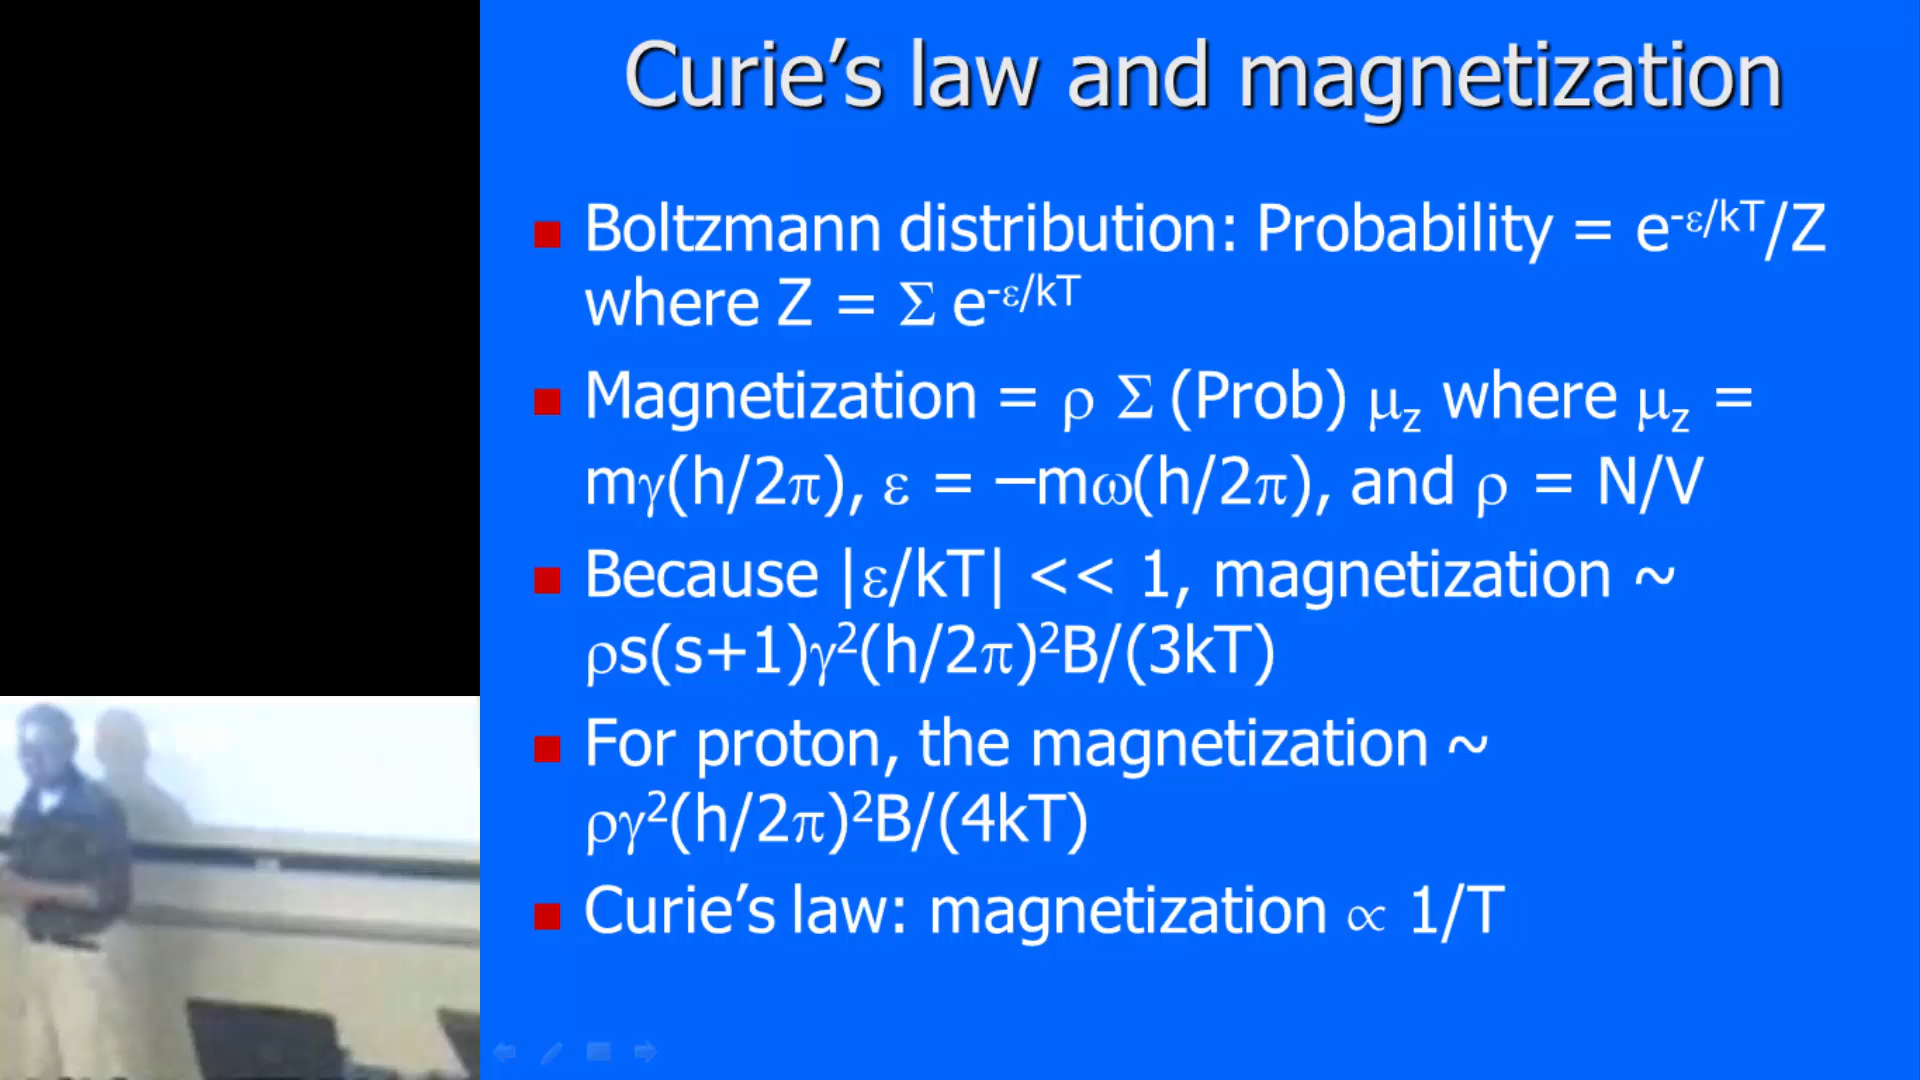 Curie’s law and magnetization
Boltzmann distribution: Probability = e⁻ᵋ/ᵏᵀ/Z
where Z = Σ e⁻ᵋ/ᵏᵀ
Magnetization = ρ Σ (Prob) μz where μz =
mγ(h/2π), ε = –mω(h/2π), and ρ = N/V
Because |ε/kT| << 1, magnetization ~
ρs(s+1)γ²(h/2π)²B/(3kT)
For proton, the magnetization ~
ργ²(h/2π)²B/(4kT)
Curie’s law: magnetization ∝ 1/T